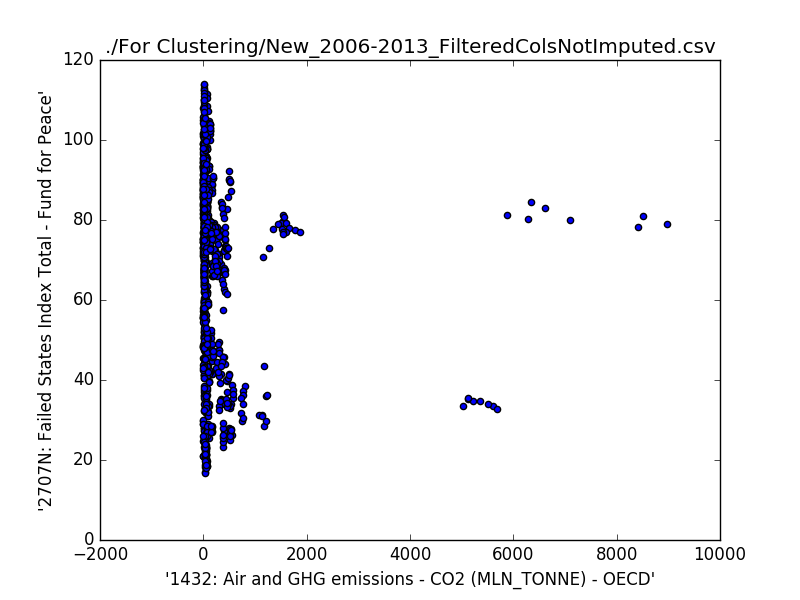 ./For Clustering/New_2006-2013_FilteredColsNotImputed.csv
120
100
80
60
40
20
0
'2707N: Failed States Index Total - Fund for Peace'
−2000 0 2000 4000 6000 8000 10000
'1432: Air and GHG emissions - CO2 (MLN_TONNE) - OECD'